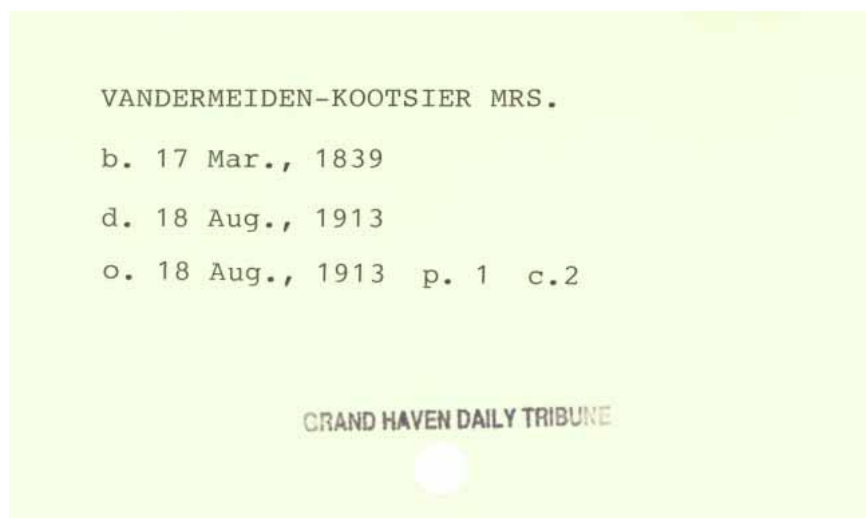 VANDERMEIDEN-KOOTSIER MRS.
b. 17 Mar., 1839
d. 18 Aug., 1913
o. 18 Aug., 1913 p. 1 c.2
GRAND HAVEN DAILY TRIBUNE